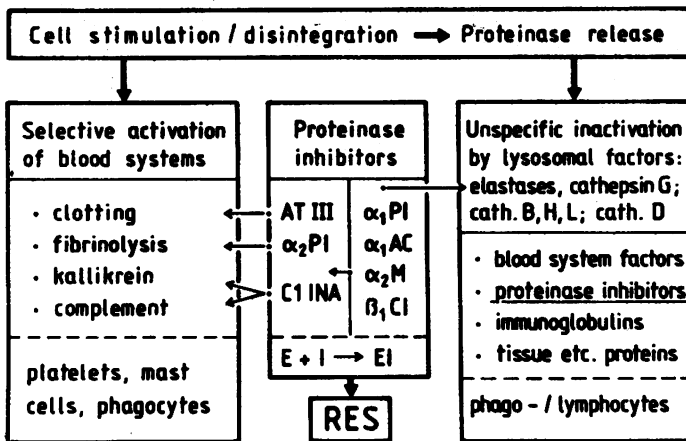 Cell stimulation / disintegration → Proteinase release
Selective activation
of blood systems
· clotting
· fibrinolysis
· kallikrein
· complement
platelets, mast
cells, phagocytes
Proteinase
inhibitors
AT III
α₂PI
C1 INA
α₁PI
α₁AC
α₂M
β₁CI
E + I → EI
RES
Unspecific inactivation
by lysosomal factors:
elastases, cathepsin G;
cath. B, H, L; cath. D
· blood system factors
· proteinase inhibitors
· immunoglobulins
· tissue etc. proteins
phago - / lymphocytes